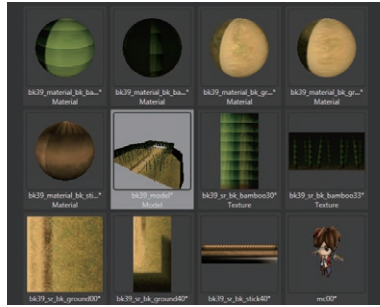 bk39_material_bk_ba...*
Material
bk39_material_bk_ba...*
Material
bk39_material_bk_gr...*
Material
bk39_material_bk_gr...*
Material
bk39_material_bk_sti...*
Material
bk39_model*
Model
bk39_sr_bk_bamboo30*
Texture
bk39_sr_bk_bamboo33*
Texture
bk39_sr_bk_ground00*
bk39_sr_bk_ground40*
bk39_sr_bk_stick40*
mc00*